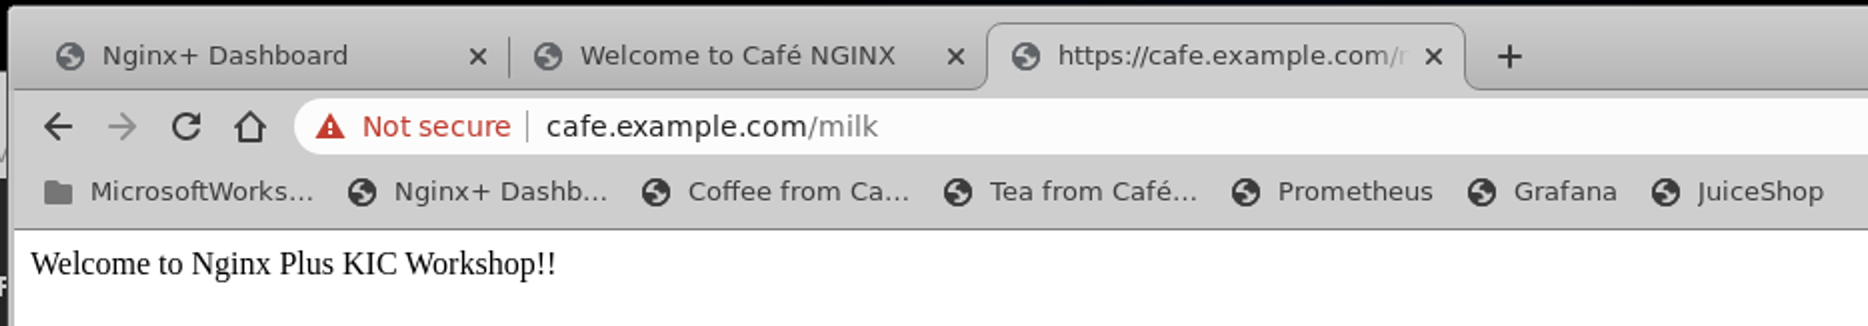 Nginx+ Dashboard
Welcome to Café NGINX
https://cafe.example.com/
Not secure
cafe.example.com/milk
MicrosoftWorks...
Nginx+ Dashb...
Coffee from Ca...
Tea from Café...
Prometheus
Grafana
JuiceShop
Welcome to Nginx Plus KIC Workshop!!